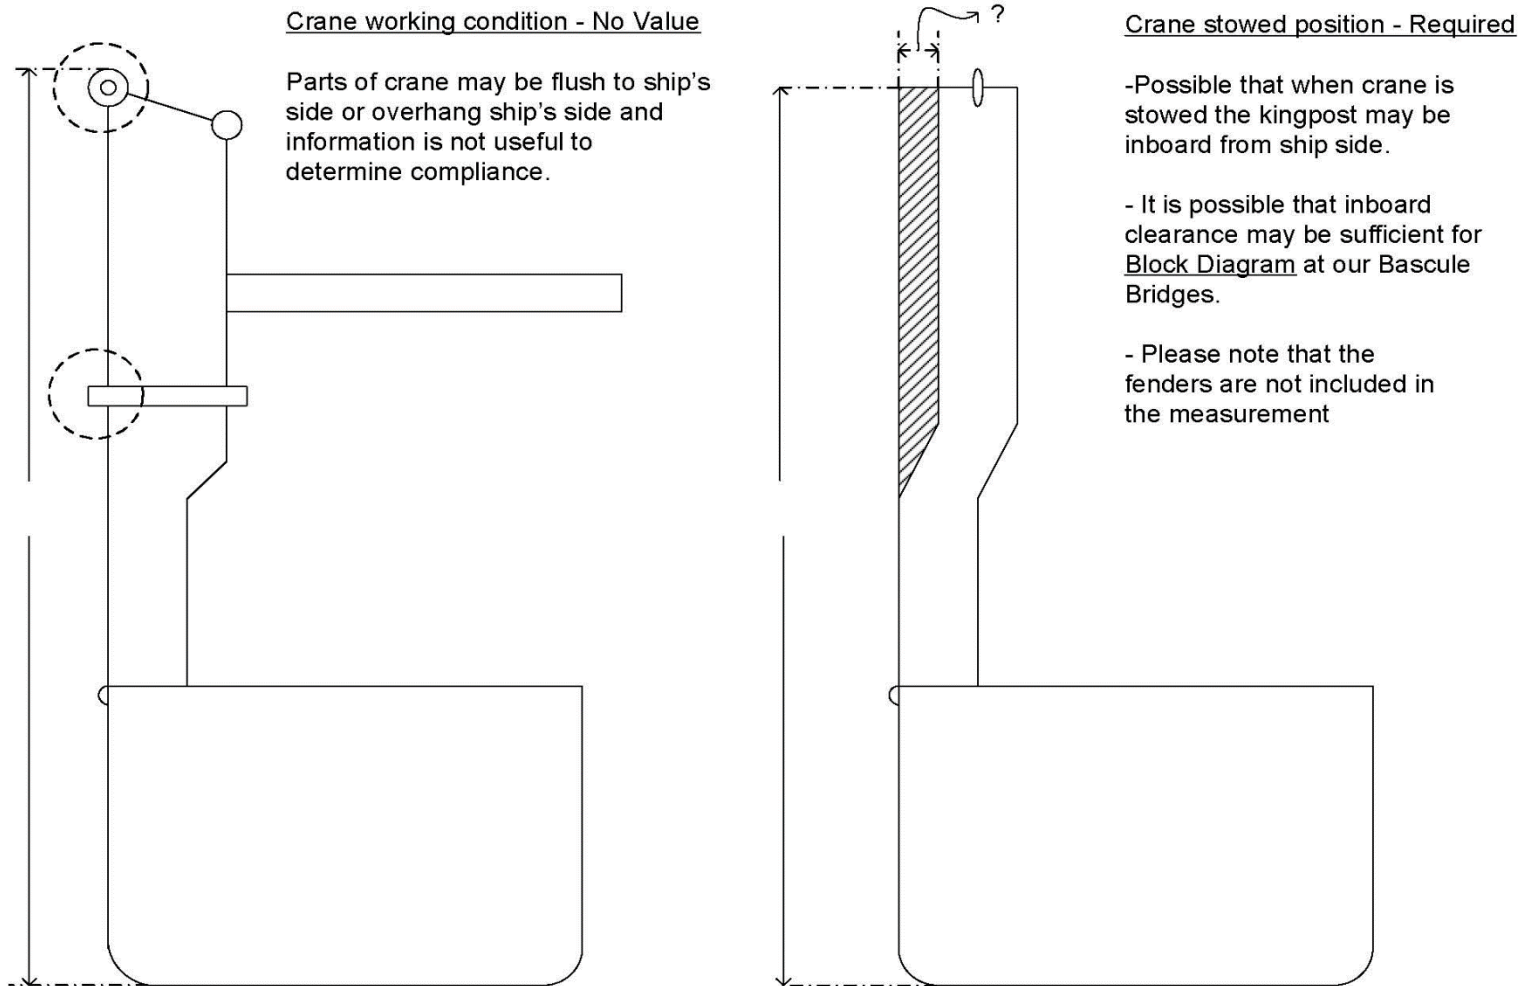 Crane working condition - No Value
Parts of crane may be flush to ship's
side or overhang ship's side and
information is not useful to
determine compliance.
?
Crane stowed position - Required
-Possible that when crane is
stowed the kingpost may be
inboard from ship side.
- It is possible that inboard
clearance may be sufficient for
Block Diagram at our Bascule
Bridges.
- Please note that the
fenders are not included in
the measurement